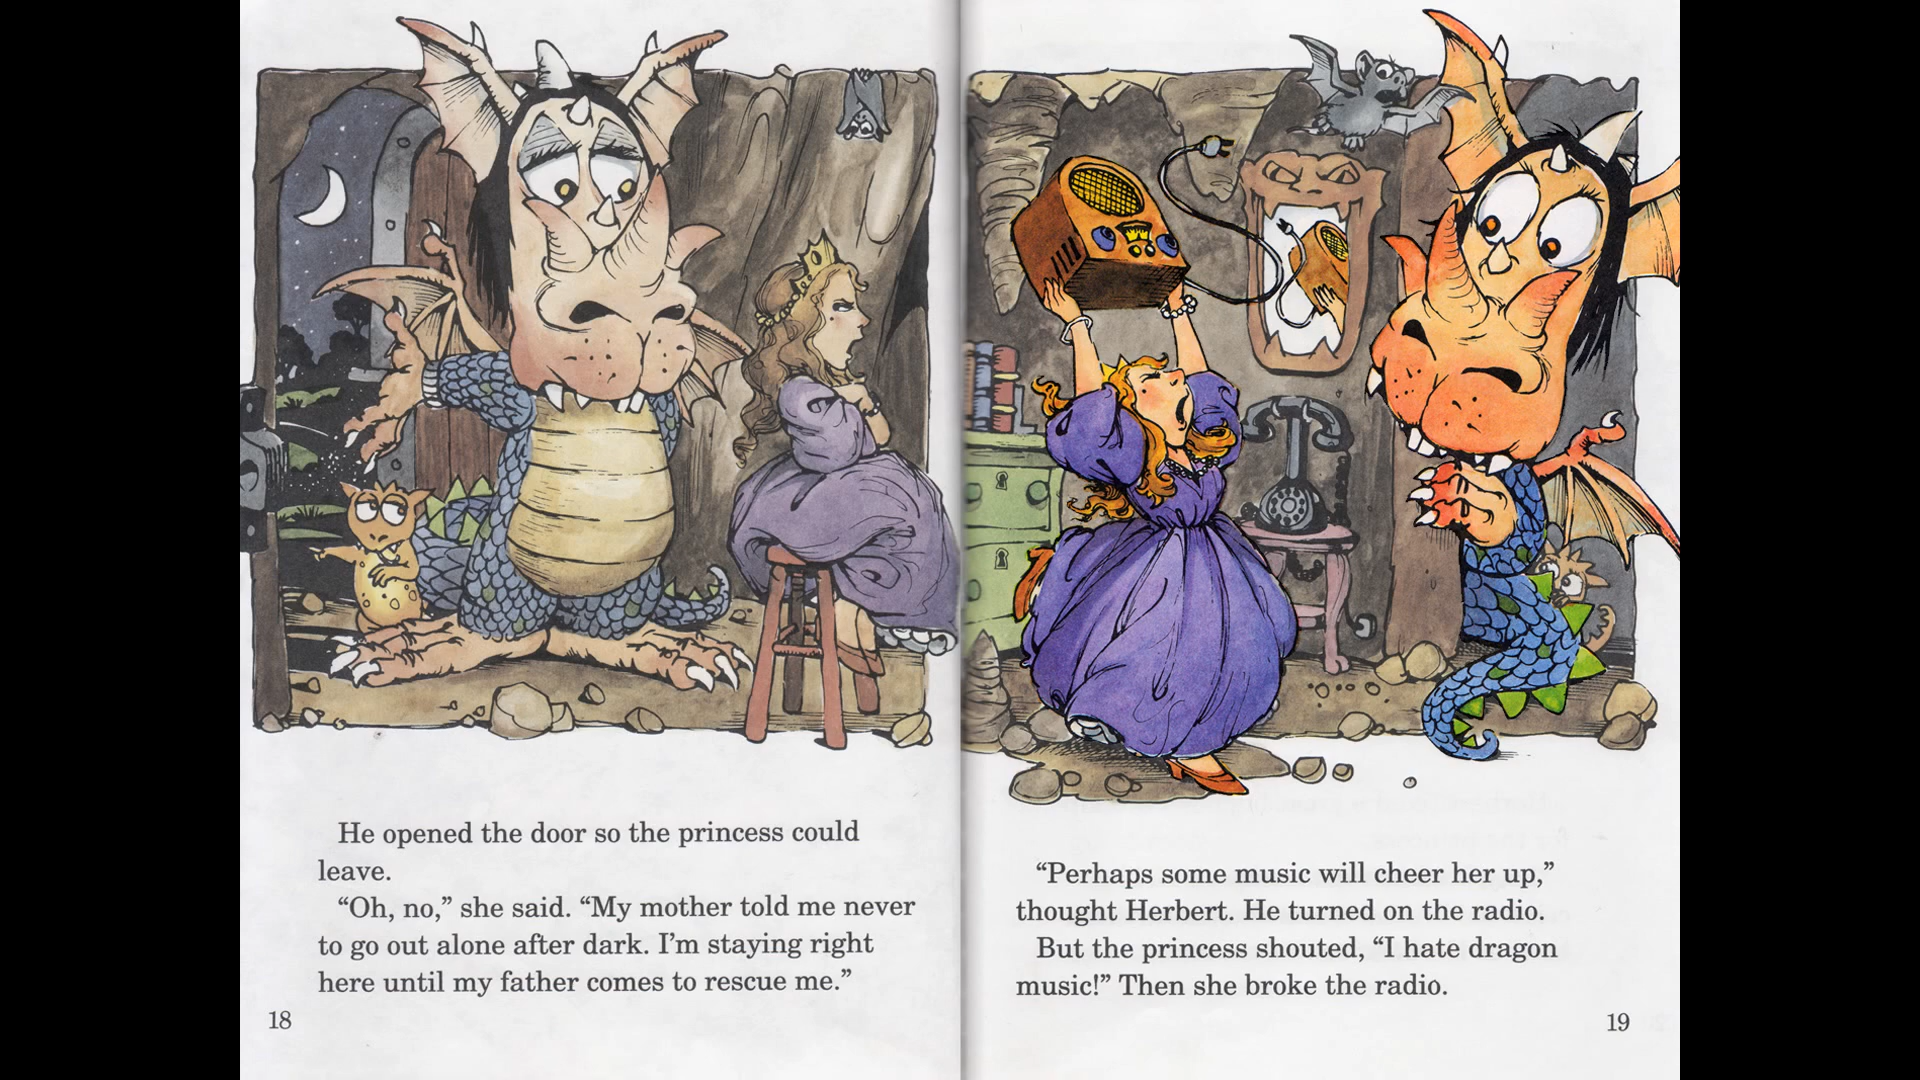 He opened the door so the princess could
leave.
“Oh, no,” she said. “My mother told me never
to go out alone after dark. I’m staying right
here until my father comes to rescue me.”
18
“Perhaps some music will cheer her up,”
thought Herbert. He turned on the radio.
But the princess shouted, “I hate dragon
music!” Then she broke the radio.
19